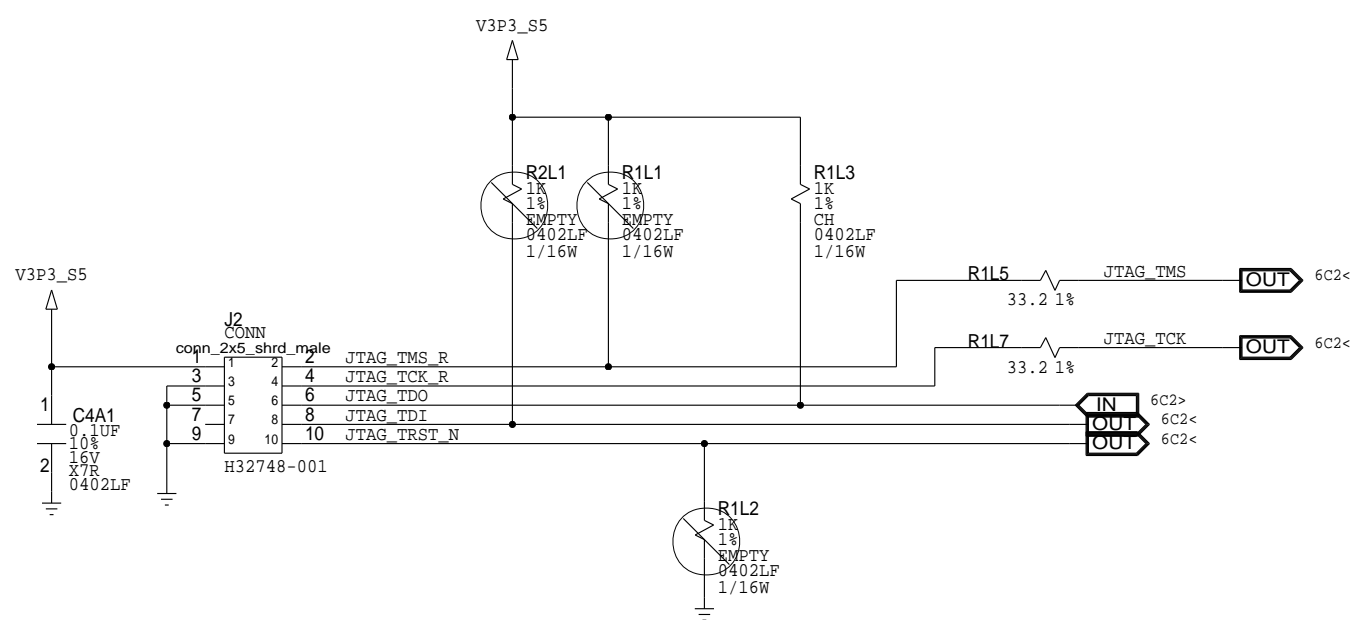 V3P3_S5
R2L1
1K
1%
EMPTY
0402LF
1/16W
R1L1
1K
1%
EMPTY
0402LF
1/16W
R1L3
1K
1%
CH
0402LF
1/16W
V3P3_S5
R1L5
33.2 1%
JTAG_TMS
OUT
6C2<
R1L7
33.2 1%
JTAG_TCK
OUT
6C2<
J2
CONN
conn_2x5_shrd_male
1 1 2 2 JTAG_TMS_R
3 3 4 4 JTAG_TCK_R
5 5 6 6 JTAG_TDO
7 7 8 8 JTAG_TDI
9 9 10 10 JTAG_TRST_N
H32748-001
IN 6C2>
OUT 6C2<
OUT 6C2<
1
C4A1
0.1UF
10%
16V
2
X7R
0402LF
R1L2
1K
1%
EMPTY
0402LF
1/16W